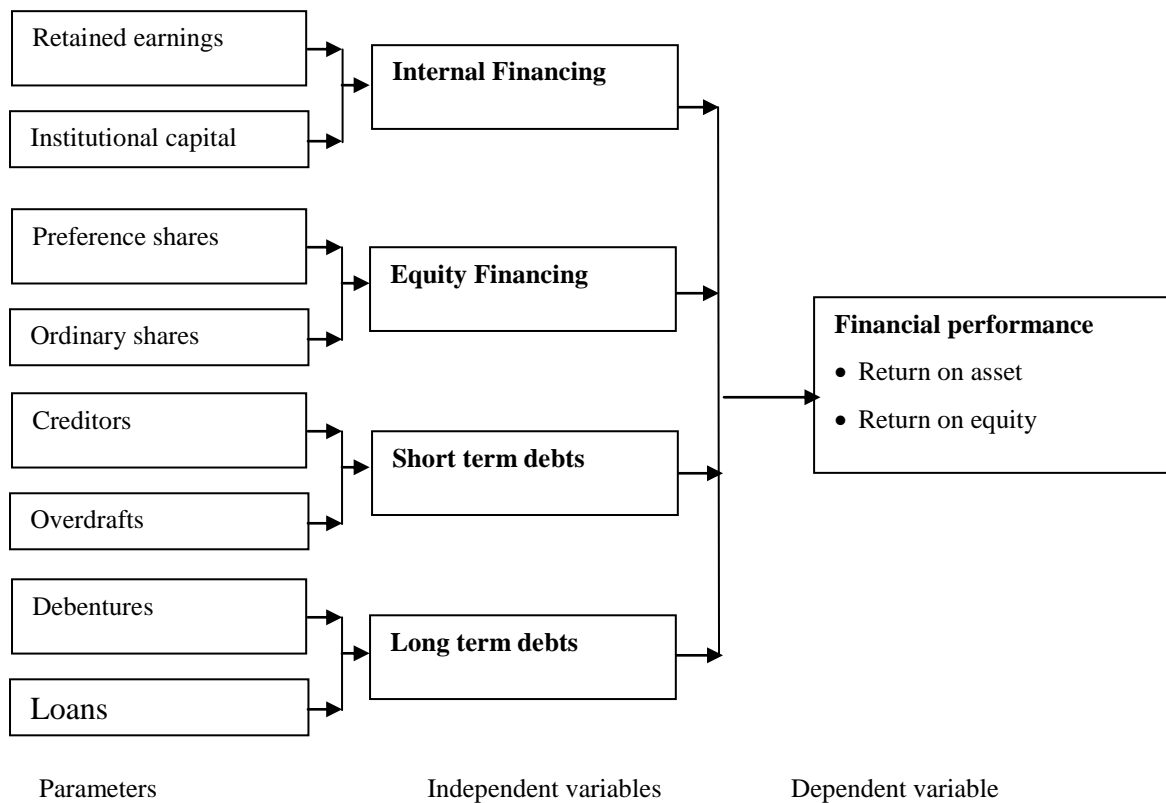 Retained earnings
Institutional capital
Internal Financing
Preference shares
Ordinary shares
Equity Financing
Creditors
Overdrafts
Short term debts
Debentures
Loans
Long term debts
Financial performance
• Return on asset
• Return on equity
Parameters
Independent variables
Dependent variable